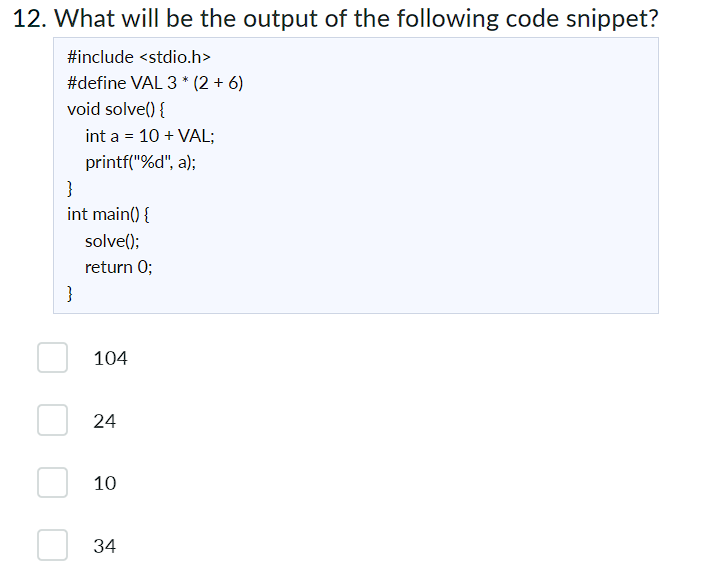 12. What will be the output of the following code snippet?
#include <stdio.h>
#define VAL 3 * (2 + 6)
void solve() {
int a = 10 + VAL;
printf("%d", a);
}
int main() {
solve();
return 0;
}
104
24
10
34